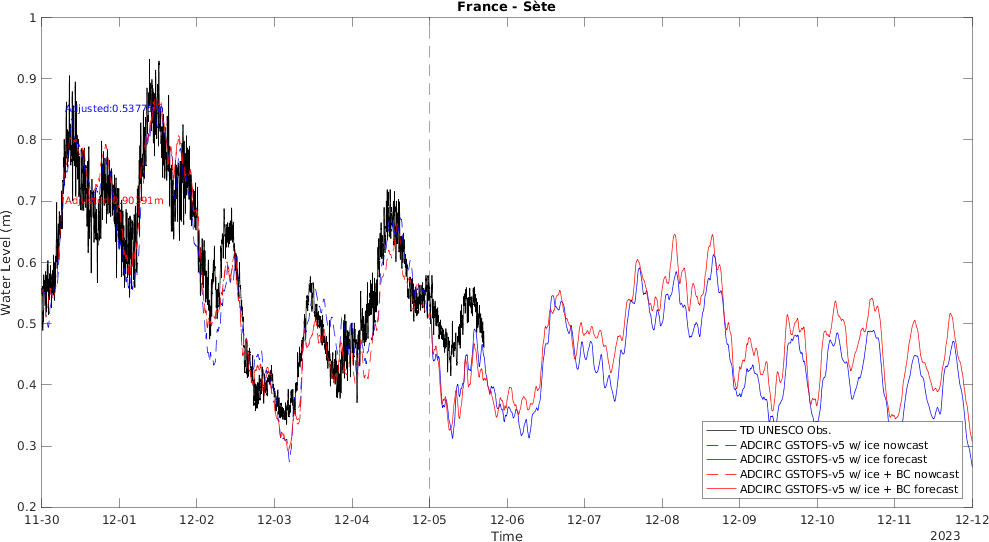 France - Sète
Water Level (m)
1
0.9
0.8
0.7
0.6
0.5
0.4
0.3
0.2
11-30
12-01
12-02
12-03
12-04
12-05
12-06
12-07
12-08
12-09
12-10
12-11
12-12
Time
2023
TD UNESCO Obs.
ADCIRC GSTOFS-v5 w/ ice nowcast
ADCIRC GSTOFS-v5 w/ ice forecast
ADCIRC GSTOFS-v5 w/ ice + BC nowcast
ADCIRC GSTOFS-v5 w/ ice + BC forecast